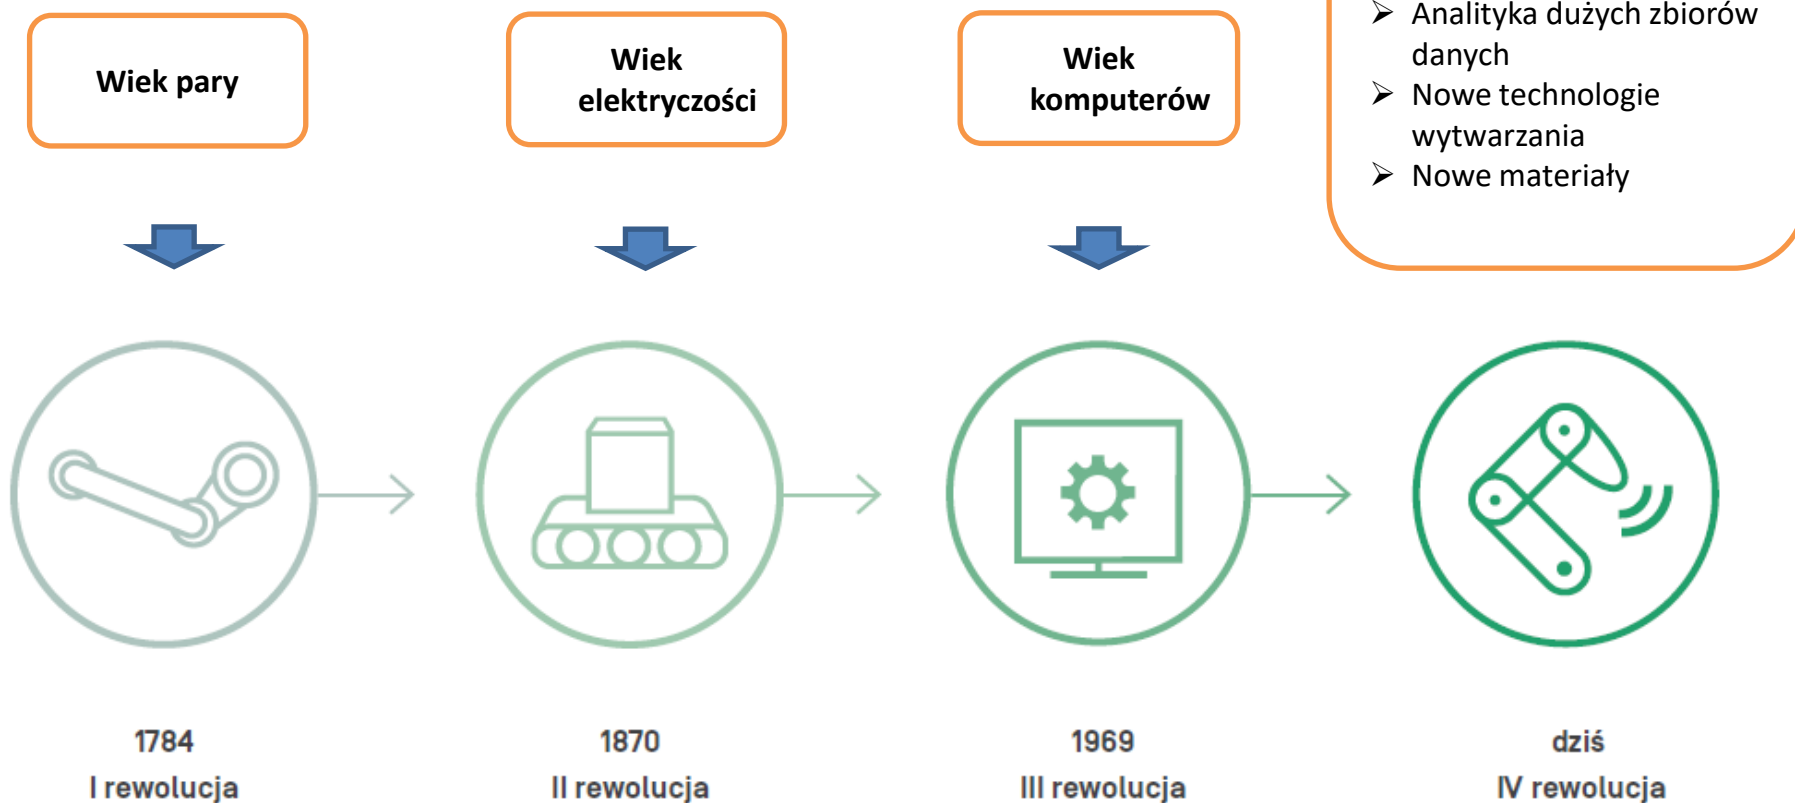 Wiek pary
Wiek
elektryczości
Wiek
komputerów
➢ Analityka dużych zbiorów
danych
➢ Nowe technologie
wytwarzania
➢ Nowe materiały
1784
I rewolucja
1870
II rewolucja
1969
III rewolucja
dziś
IV rewolucja